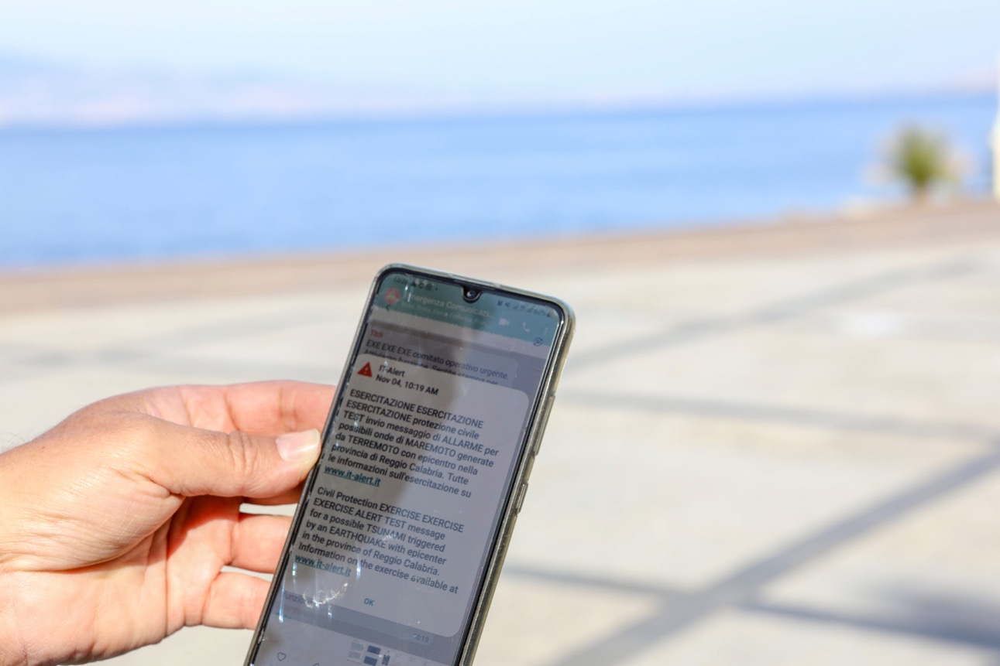 Emergenza Comunicazi...
EXE EXE EXE comitato operativo urgente.
IT-Alert
Nov 04, 10:19 AM
ESERCITAZIONE ESERCITAZIONE
ESERCITAZIONE protezione civile
TEST invio messaggio di ALLARME per
possibili onde di MAREMOTO generate
da TERREMOTO con epicentro nella
provincia di Reggio Calabria. Tutte
le informazioni sull'esercitazione su
www.it-alert.it
Civil Protection EXERCISE EXERCISE
EXERCISE ALERT TEST message
for a possible TSUNAMI triggered
by an EARTHQUAKE with epicenter
in the province of Reggio Calabria.
Information on the exercise available at
www.it-alert.it
OK
10:19